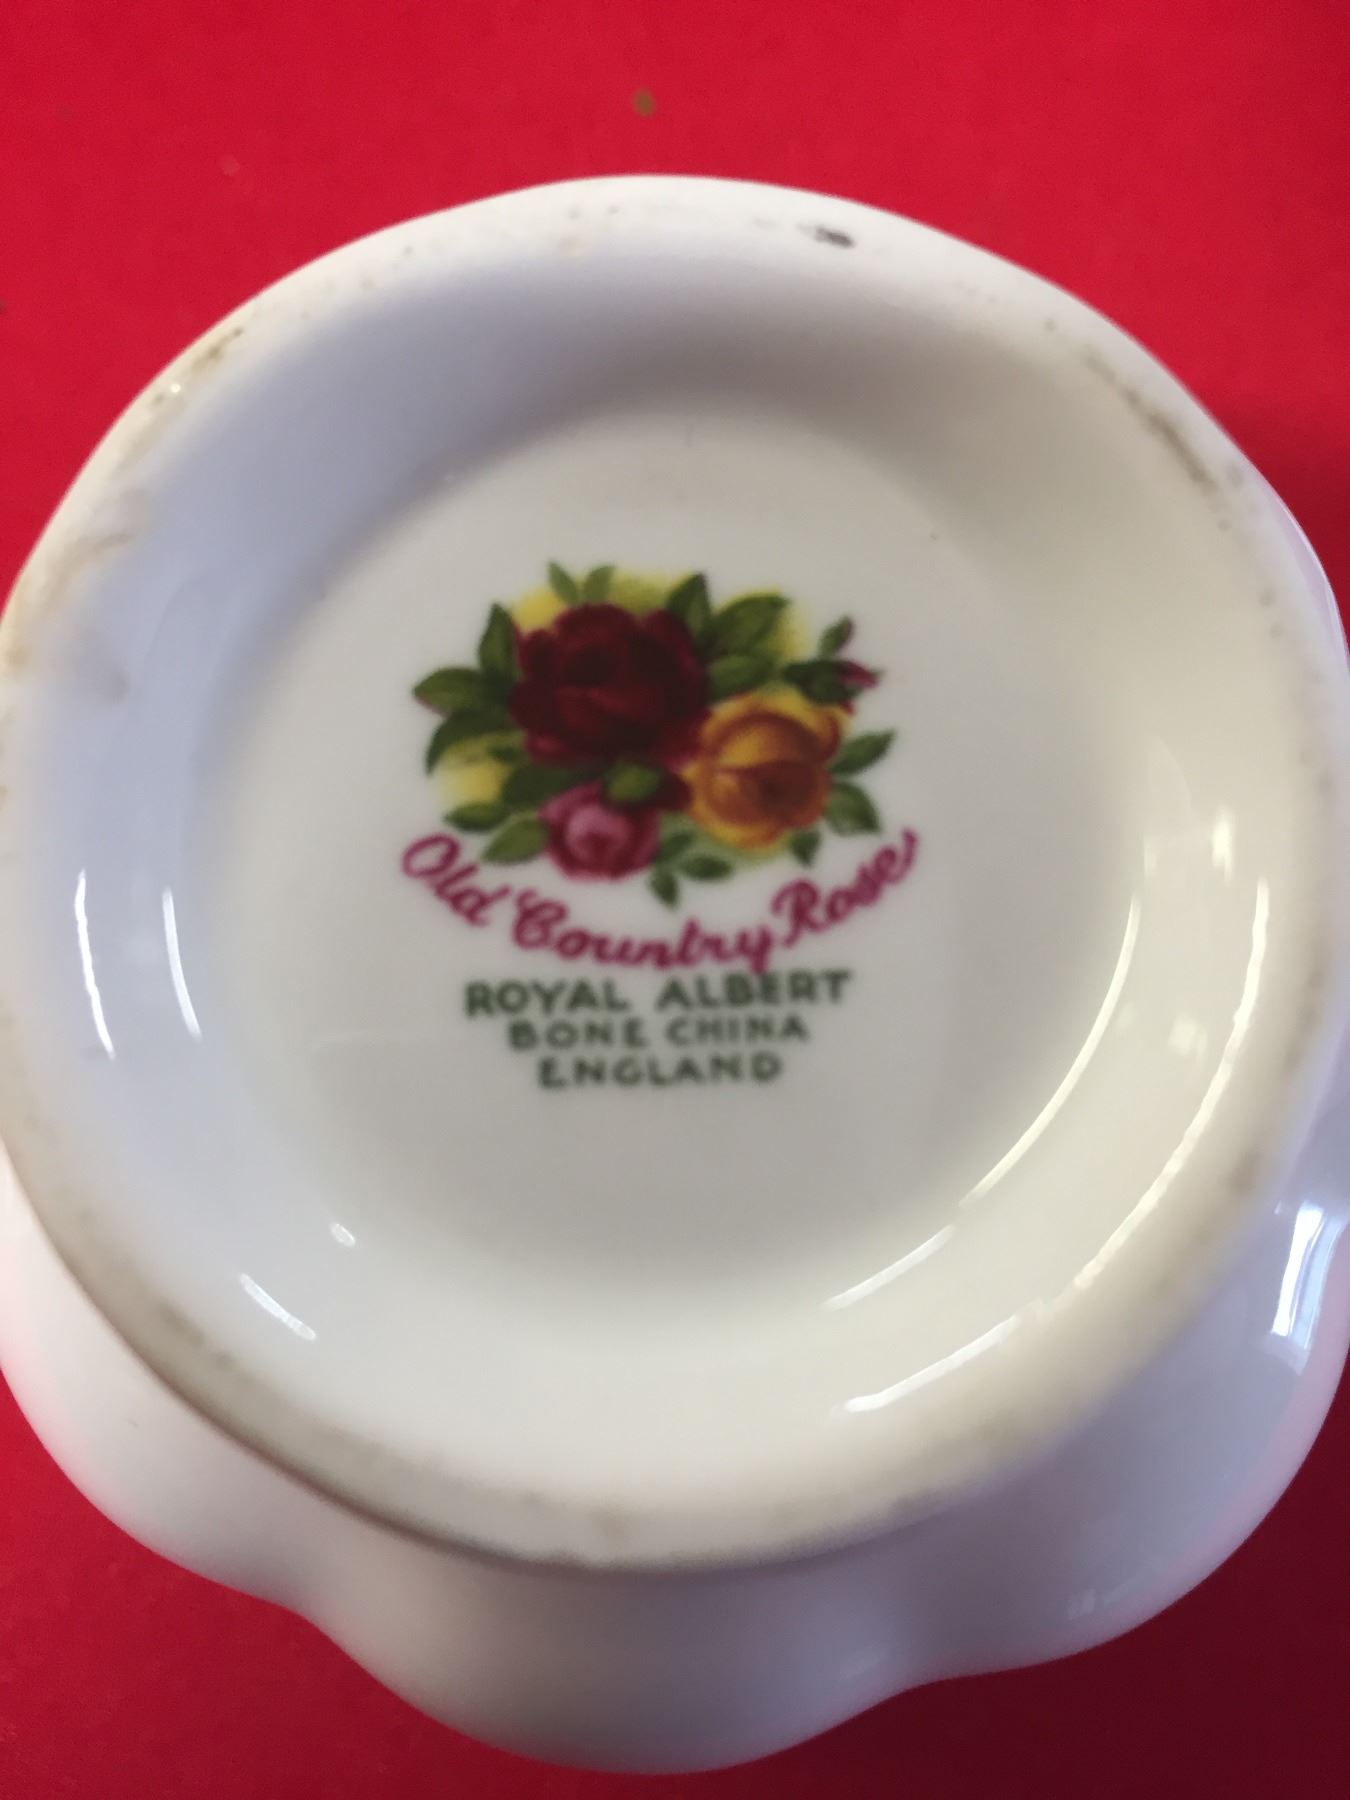 Old Country Roses
ROYAL ALBERT
BONE CHINA
ENGLAND